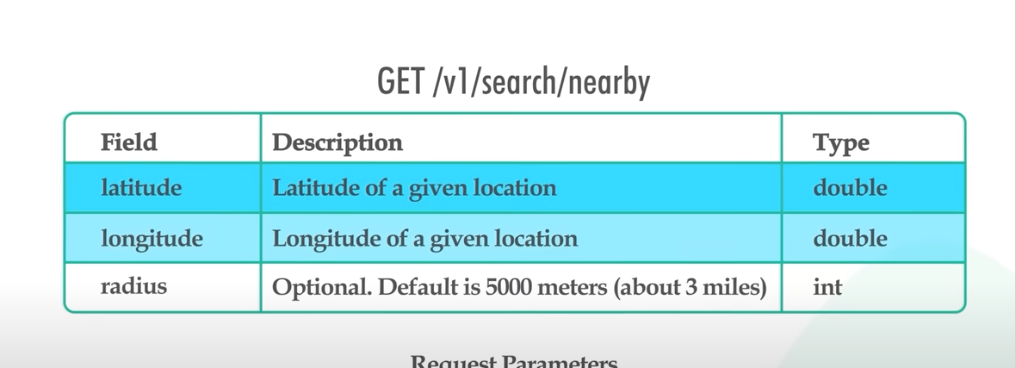 GET /v1/search/nearby
Field Description Type
latitude Latitude of a given location double
longitude Longitude of a given location double
radius Optional. Default is 5000 meters (about 3 miles) int
Request Parameters